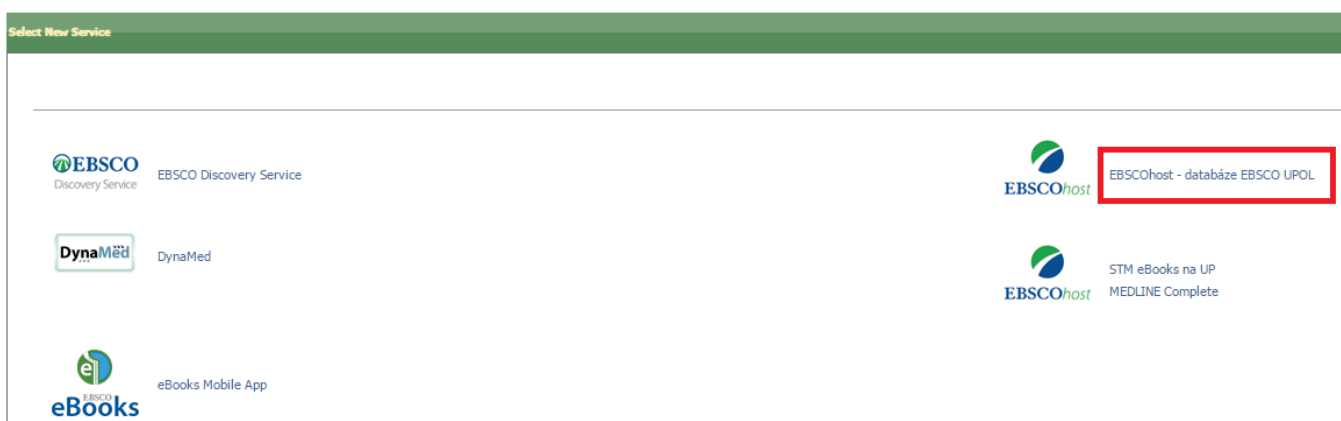 Select New Service
EBSCO
Discovery Service
EBSCO Discovery Service
EBSCOhost
EBSCOhost - databáze EBSCO UPOL
DynaMed
DynaMed
EBSCOhost
STM eBooks na UP
MEDLINE Complete
e
EBSCO
eBooks
eBooks Mobile App